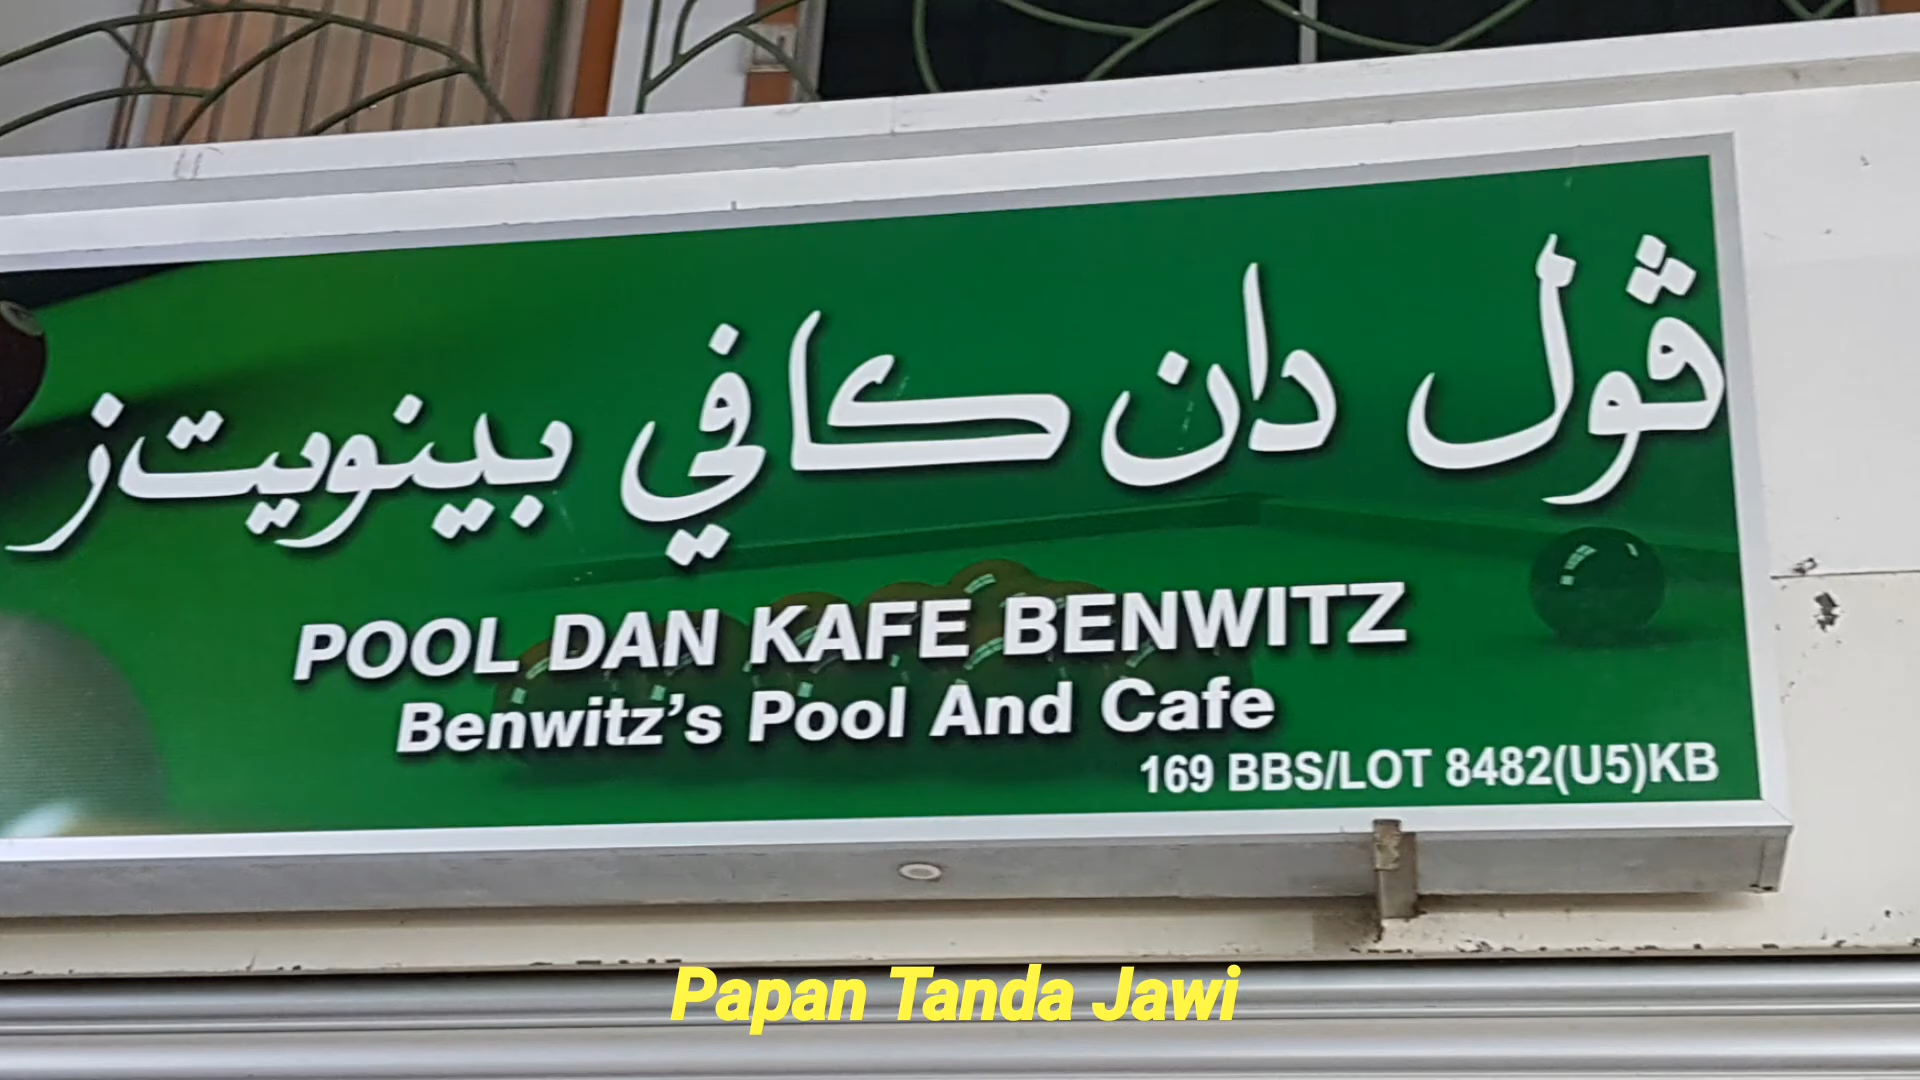 ڤول دان كافي بينويت‌ز
POOL DAN KAFE BENWITZ
Benwitz's Pool And Cafe
169 BBS/LOT 8482(U5)KB
Papan Tanda Jawi